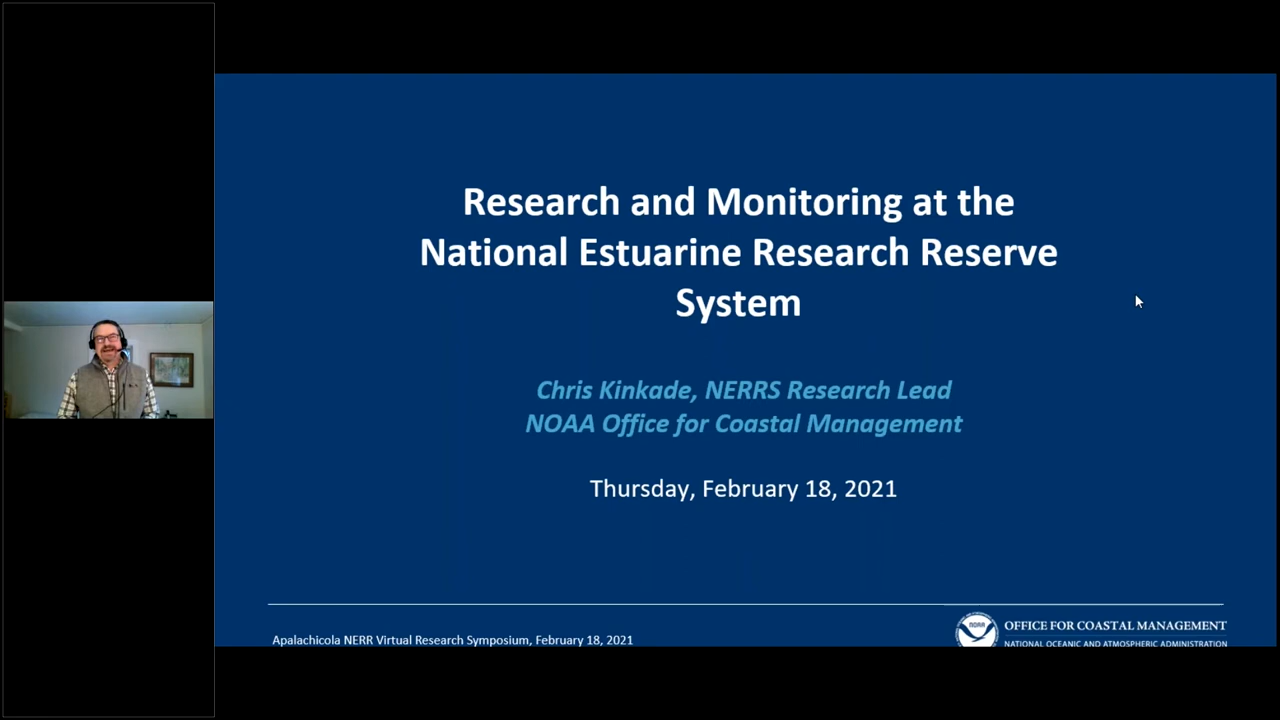 Research and Monitoring at the
National Estuarine Research Reserve
System
Chris Kinkade, NERRS Research Lead
NOAA Office for Coastal Management
Thursday, February 18, 2021
Apalachicola NERR Virtual Research Symposium, February 18, 2021
NOAA
OFFICE FOR COASTAL MANAGEMENT
NATIONAL OCEANIC AND ATMOSPHERIC ADMINISTRATION